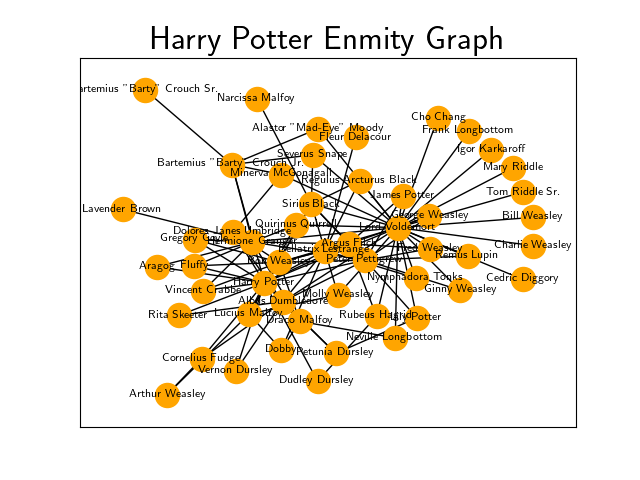 Harry Potter Enmity Graph
artemius "Barty" Crouch Sr.
Narcissa Malfoy
Cho Chang
Alastor "Mad-Eye" Moody
Frank Longbottom
Fleur Delacour
Igor Karkaroff
Severus Snape
Bartemius "Barty" Crouch Jr.
Mary Riddle
Minerva McGonagall
Regulus Arcturus Black
Tom Riddle Sr.
James Potter
Sirius Black
Lavender Brown
George Weasley
Bill Weasley
Quirinus Quirrell
Lord Voldemort
Dolores Janes Umbridge
Gregory Goyle
Hermione Granger
Argus Filch
Charlie Weasley
Bellatrix Lestrange
Fred Weasley
Remus Lupin
Peter Pettigrew
Ron Weasley
Aragog
Fluffy
Nymphadora Tonks
Cedric Diggory
Harry Potter
Vincent Crabbe
Ginny Weasley
Molly Weasley
Albus Dumbledore
Rita Skeeter
Lucius Malfoy
Rubeus Hagrid
Lily Potter
Draco Malfoy
Neville Longbottom
Dobby
Petunia Dursley
Cornelius Fudge
Vernon Dursley
Dudley Dursley
Arthur Weasley